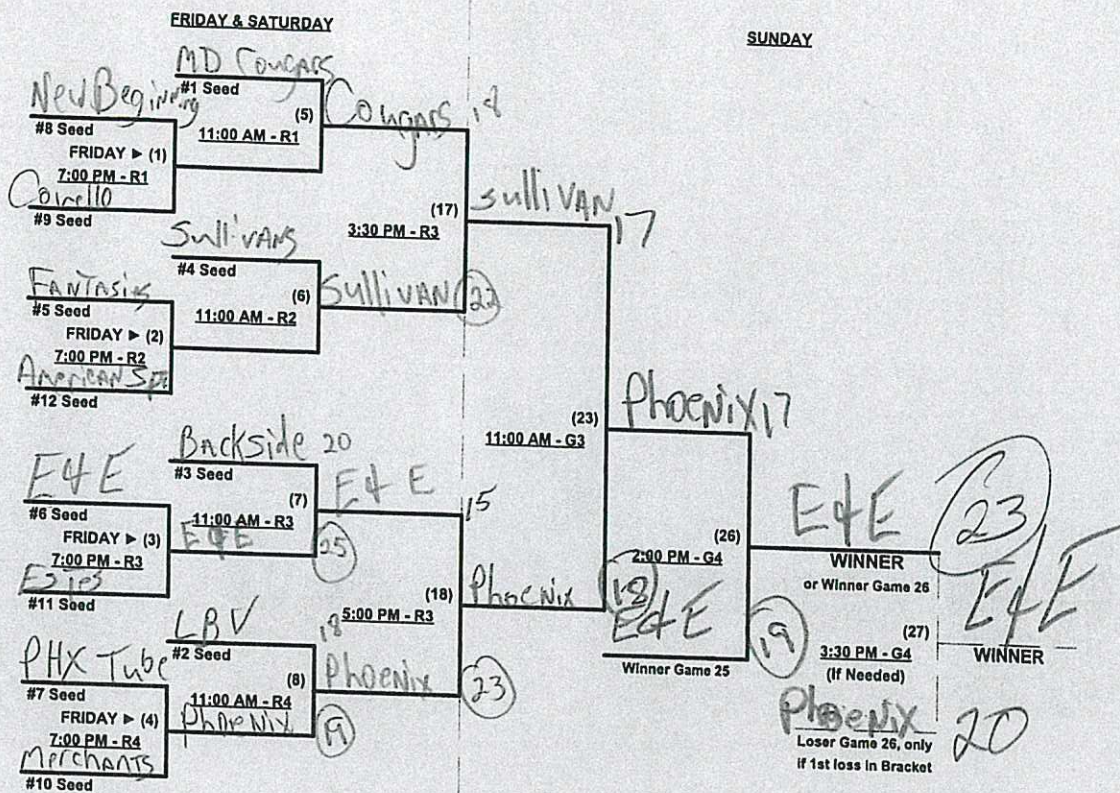 FRIDAY & SATURDAY
SUNDAY
MD Cougars
#1 Seed
New Beginning
#8 Seed
(5)
11:00 AM - R1
Cougars 18
FRIDAY ► (1)
7:00 PM - R1
#9 Seed
(17)
3:30 PM - R3
Sullivan 17
Sullivans
#4 Seed
Fantasies
#5 Seed
(6)
11:00 AM - R2
Sullivan 22
FRIDAY ► (2)
7:00 PM - R2
American
#12 Seed
(23)
11:00 AM - G3
Phoenix 17
Backside 20
#3 Seed
E & E
#6 Seed
(7)
11:00 AM - R3
E & E 15
FRIDAY ► (3)
7:00 PM - R3
E & E 25
#11 Seed
(18)
5:00 PM - R3
Phoenix 18
LBV 18
#2 Seed
PHX Tube
#7 Seed
(8)
11:00 AM - R4
Phoenix 23
FRIDAY ► (4)
7:00 PM - R4
Phoenix 19
Merchants
#10 Seed
(26)
2:00 PM - G4
E & E 19
Winner Game 25
E & E 23
WINNER
or Winner Game 26
(27)
3:30 PM - G4
(If Needed)
E & E
WINNER
Phoenix 20
Loser Game 26, only
if 1st loss in Bracket